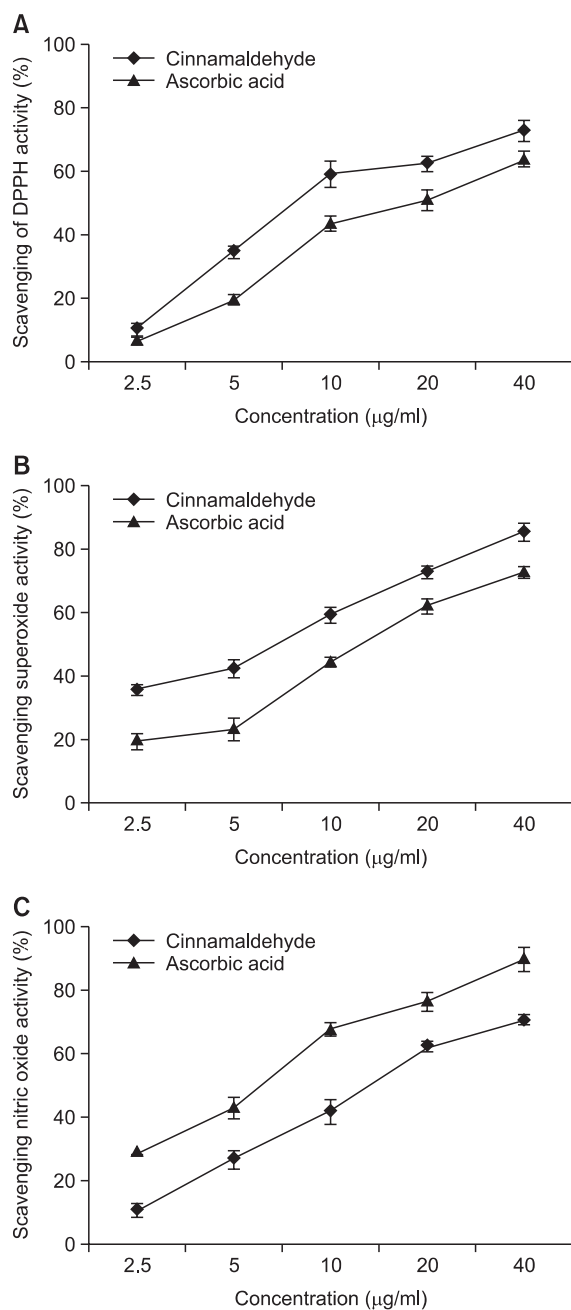 A
Scavenging of DPPH activity (%)
100
80
60
40
20
0
Cinnamaldehyde
Ascorbic acid
2.5 5 10 20 40
Concentration (μg/ml)
B
Scavenging superoxide activity (%)
100
80
60
40
20
0
Cinnamaldehyde
Ascorbic acid
2.5 5 10 20 40
Concentration (μg/ml)
C
Scavenging nitric oxide activity (%)
100
80
60
40
20
0
Cinnamaldehyde
Ascorbic acid
2.5 5 10 20 40
Concentration (μg/ml)